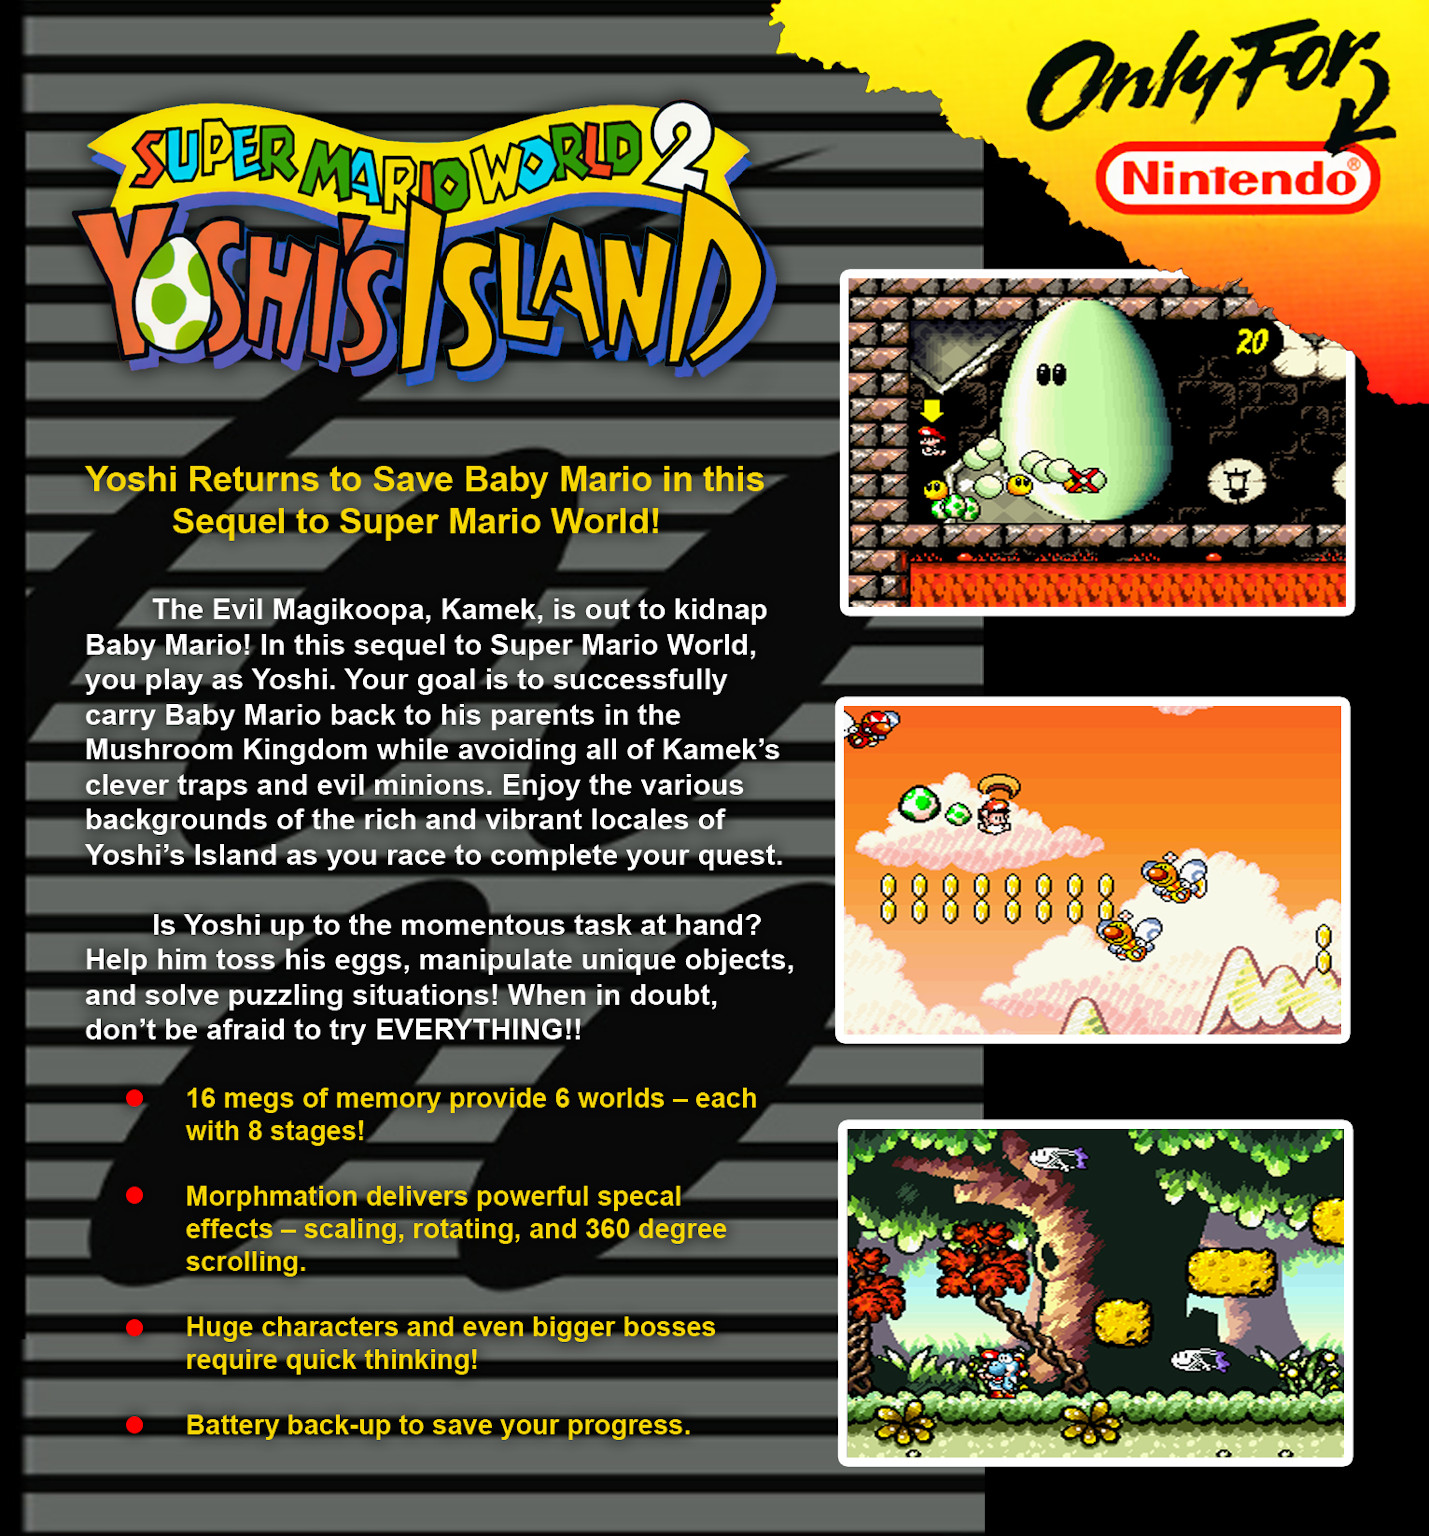 Only For
Nintendo®
SUPER MARIO WORLD 2
YOSHI'S ISLAND
20
Yoshi Returns to Save Baby Mario in this
Sequel to Super Mario World!
The Evil Magikoopa, Kamek, is out to kidnap
Baby Mario! In this sequel to Super Mario World,
you play as Yoshi. Your goal is to successfully
carry Baby Mario back to his parents in the
Mushroom Kingdom while avoiding all of Kamek’s
clever traps and evil minions. Enjoy the various
backgrounds of the rich and vibrant locales of
Yoshi’s Island as you race to complete your quest.
Is Yoshi up to the momentous task at hand?
Help him toss his eggs, manipulate unique objects,
and solve puzzling situations! When in doubt,
don’t be afraid to try EVERYTHING!!
16 megs of memory provide 6 worlds – each
with 8 stages!
Morphmation delivers powerful specal
effects – scaling, rotating, and 360 degree
scrolling.
Huge characters and even bigger bosses
require quick thinking!
Battery back-up to save your progress.